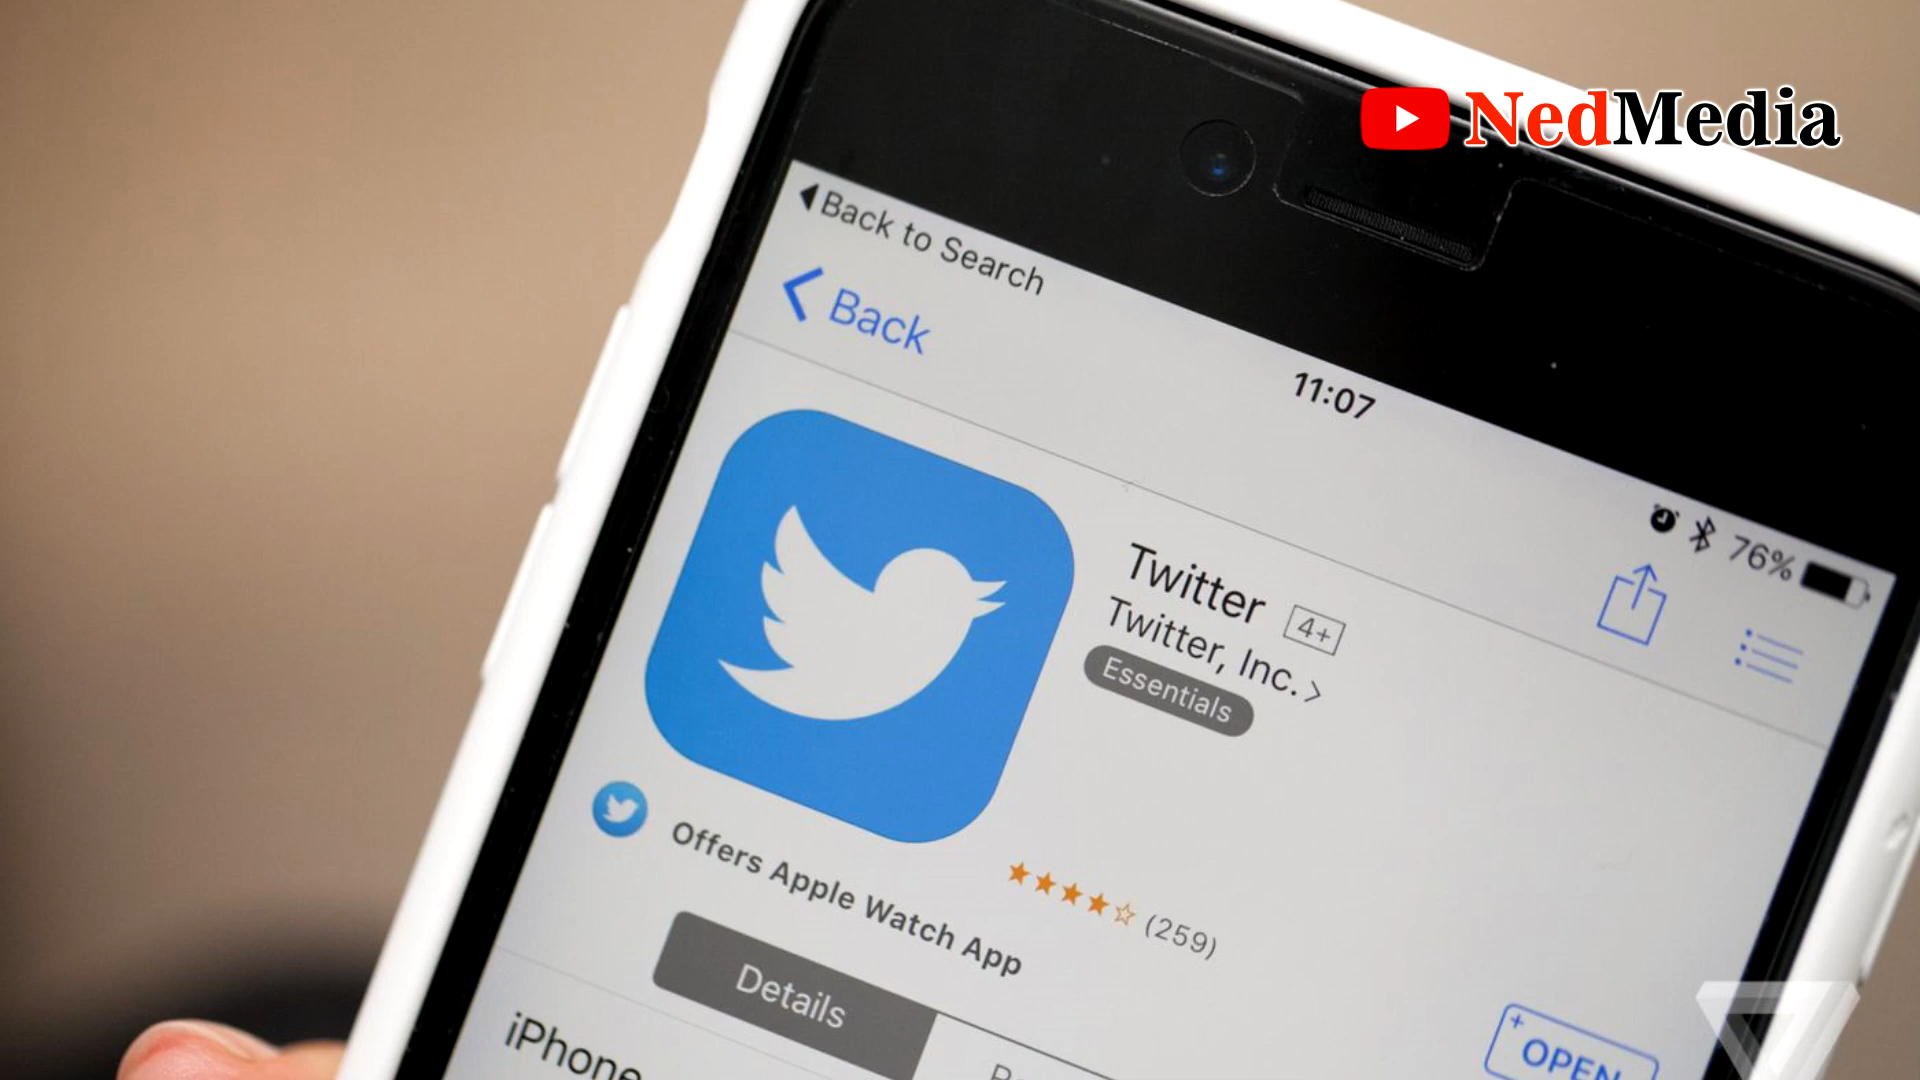 NedMedia
Back to Search
Back
11:07
76%
Twitter 4+
Twitter, Inc.
Essentials
Offers Apple Watch App
(259)
Details
+ OPEN
iPhone